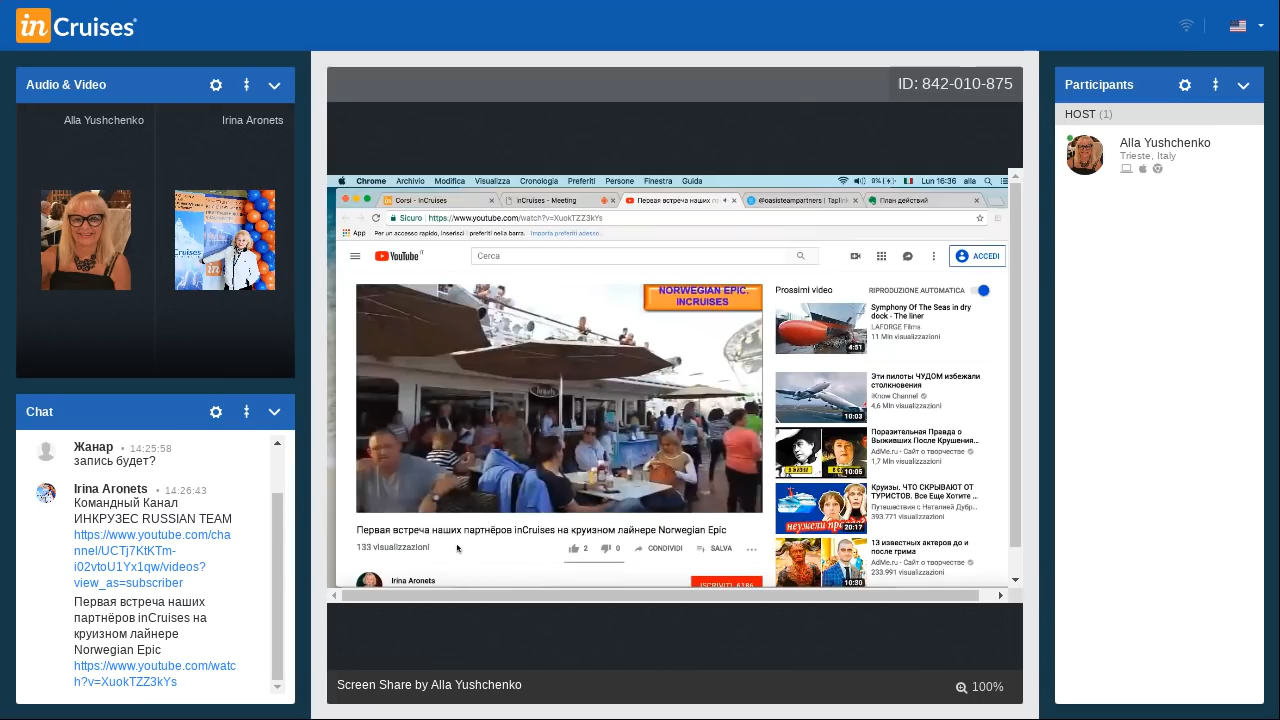 in Cruises
Audio & Video
Alla Yushchenko
Irina Aronets
Chat
Жанар • 14:25:58
запись будет?
Irina Aronets • 14:26:43
Командный Канал
ИНКРУЗЕС RUSSIAN TEAM
https://www.youtube.com/cha
nnel/UCTj7KtKTm-
i02vtoU1Yx1qw/videos?
view_as=subscriber
Первая встреча наших
партнёров inCruises на
круизном лайнере
Norwegian Epic
https://www.youtube.com/watc
h?v=XuokTZZ3kYs
ID: 842-010-875
Chrome Archivio Modifica Visualizza Cronologia Preferiti Persone Finestra Guida 9% Lun 16:36 alla
Corsi - inCruises
inCruises - Meeting
Первая встреча наших
@oasisteampartners | Taplink
План действий
Sicuro https://www.youtube.com/watch?v=XuokTZZ3kYs
App Per un accesso rapido, inserisci i preferiti nella barra. Importa preferiti adesso...
YouTube IT
Cerca
ACCEDI
NORWEGIAN EPIC.
INCRUISES
Первая встреча наших партнёров inCruises на круизном лайнере Norwegian Epic
133 visualizzazioni
2 0 CONDIVIDI SALVA
Irina Aronets
ISCRIVITI 6186
Prossimi video
RIPRODUZIONE AUTOMATICA
Symphony Of The Seas in dry
dock - The liner
LAFORGE Films
11 Mln visualizzazioni
4:51
Эти пилоты ЧУДОМ избежали
столкновения
iKnow Channel
4,6 Mln visualizzazioni
10:03
Поразительная Правда о
Выживших После Крушения...
AdMe.ru - Сайт о творчестве
1,7 Mln visualizzazioni
10:05
Круизы. ЧТО СКРЫВАЮТ ОТ
ТУРИСТОВ. Все Еще Хотите ...
Путешествия с Наталией Дубр...
393.771 visualizzazioni
20:17
13 известных актеров до и
после грима
AdMe.ru - Сайт о творчестве
233.991 visualizzazioni
10:30
Screen Share by Alla Yushchenko
100%
Participants
HOST (1)
Alla Yushchenko
Trieste, Italy